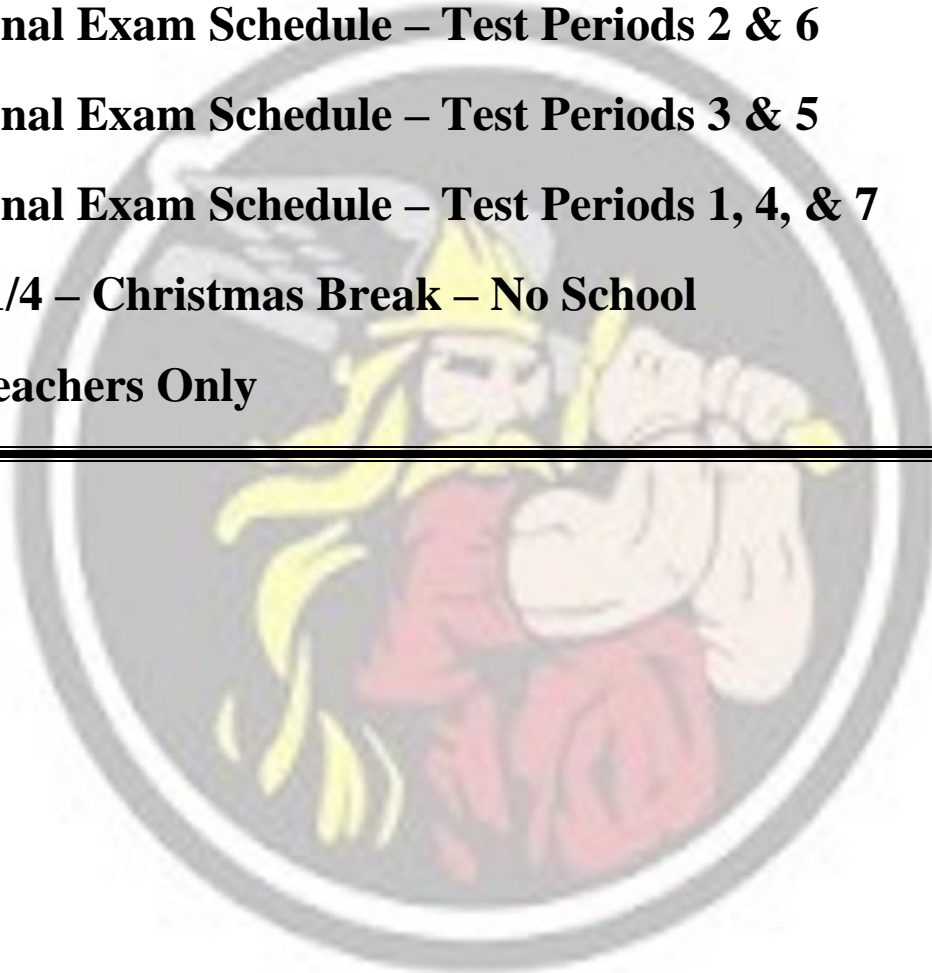 nal Exam Schedule – Test Periods 2 & 6
nal Exam Schedule – Test Periods 3 & 5
nal Exam Schedule – Test Periods 1, 4, & 7
/4 – Christmas Break – No School
eachers Only